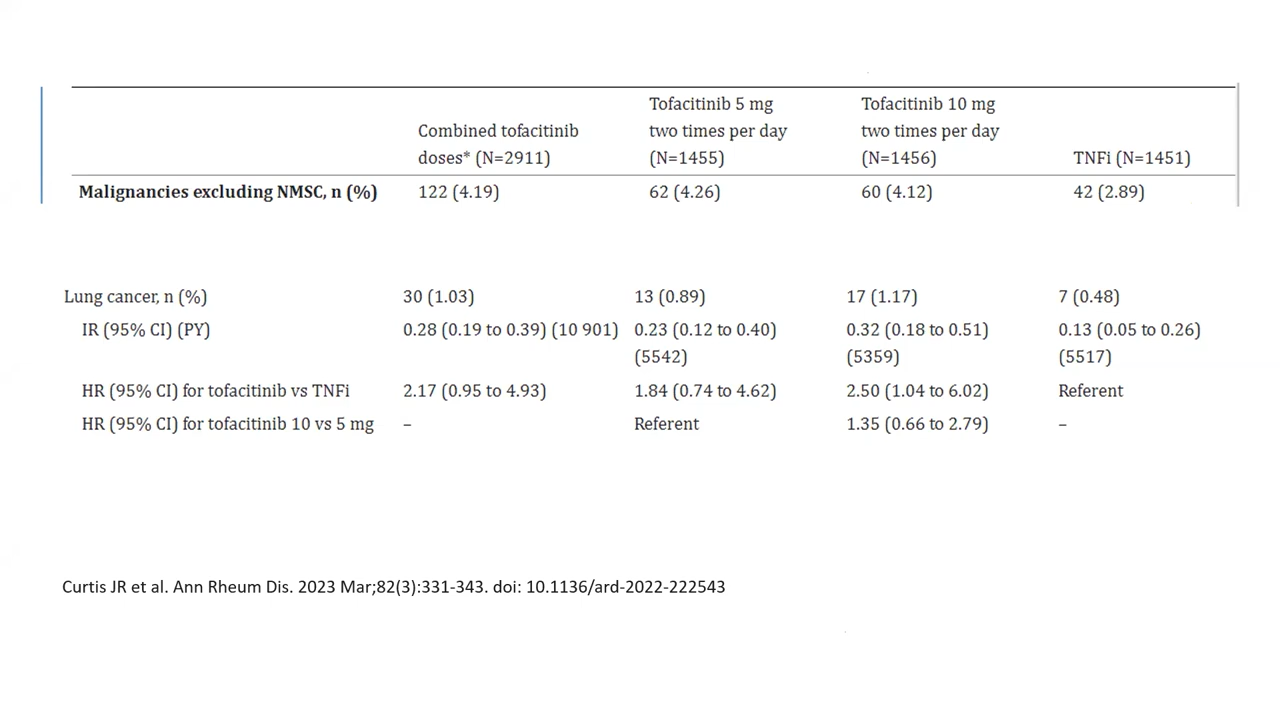 Tofacitinib 5 mg Tofacitinib 10 mg
Combined tofacitinib two times per day two times per day
doses* (N=2911) (N=1455) (N=1456) TNFi (N=1451)
Malignancies excluding NMSC, n (%) 122 (4.19) 62 (4.26) 60 (4.12) 42 (2.89)
Lung cancer, n (%) 30 (1.03) 13 (0.89) 17 (1.17) 7 (0.48)
IR (95% CI) (PY) 0.28 (0.19 to 0.39) (10 901) 0.23 (0.12 to 0.40) 0.32 (0.18 to 0.51) 0.13 (0.05 to 0.26)
(5542) (5359) (5517)
HR (95% CI) for tofacitinib vs TNFi 2.17 (0.95 to 4.93) 1.84 (0.74 to 4.62) 2.50 (1.04 to 6.02) Referent
HR (95% CI) for tofacitinib 10 vs 5 mg – Referent 1.35 (0.66 to 2.79) –
Curtis JR et al. Ann Rheum Dis. 2023 Mar;82(3):331-343. doi: 10.1136/ard-2022-222543